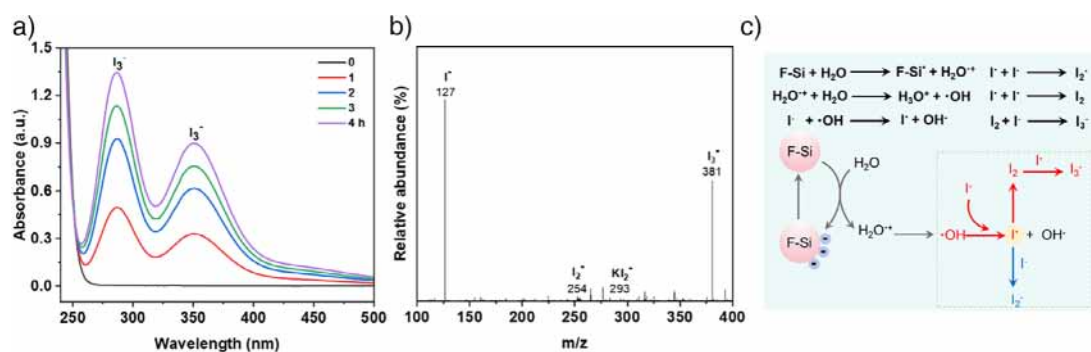 a)
I₃⁻
I₃⁻
0
1
2
3
4 h
1.5
1.2
0.9
0.6
0.3
0.0
Absorbance (a.u.)
250 300 350 400 450 500
Wavelength (nm)
b)
I⁻
127
I₂⁻
254
KI₂⁻
293
I₃⁻
381
Relative abundance (%)
100 150 200 250 300 350 400
m/z
c)
F-Si + H₂O → F-Si* + H₂O·⁺
H₂O·⁺ + H₂O → H₃O⁺ + ·OH
I⁻ + ·OH → I· + OH⁻
I· + I⁻ → I₂·⁻
I· + I· → I₂
I₂ + I⁻ → I₃⁻
F-Si
H₂O
F-Si
H₂O·⁺
I⁻
·OH
I· + OH⁻
I₂
I⁻
I₃⁻
I⁻
I₂·⁻